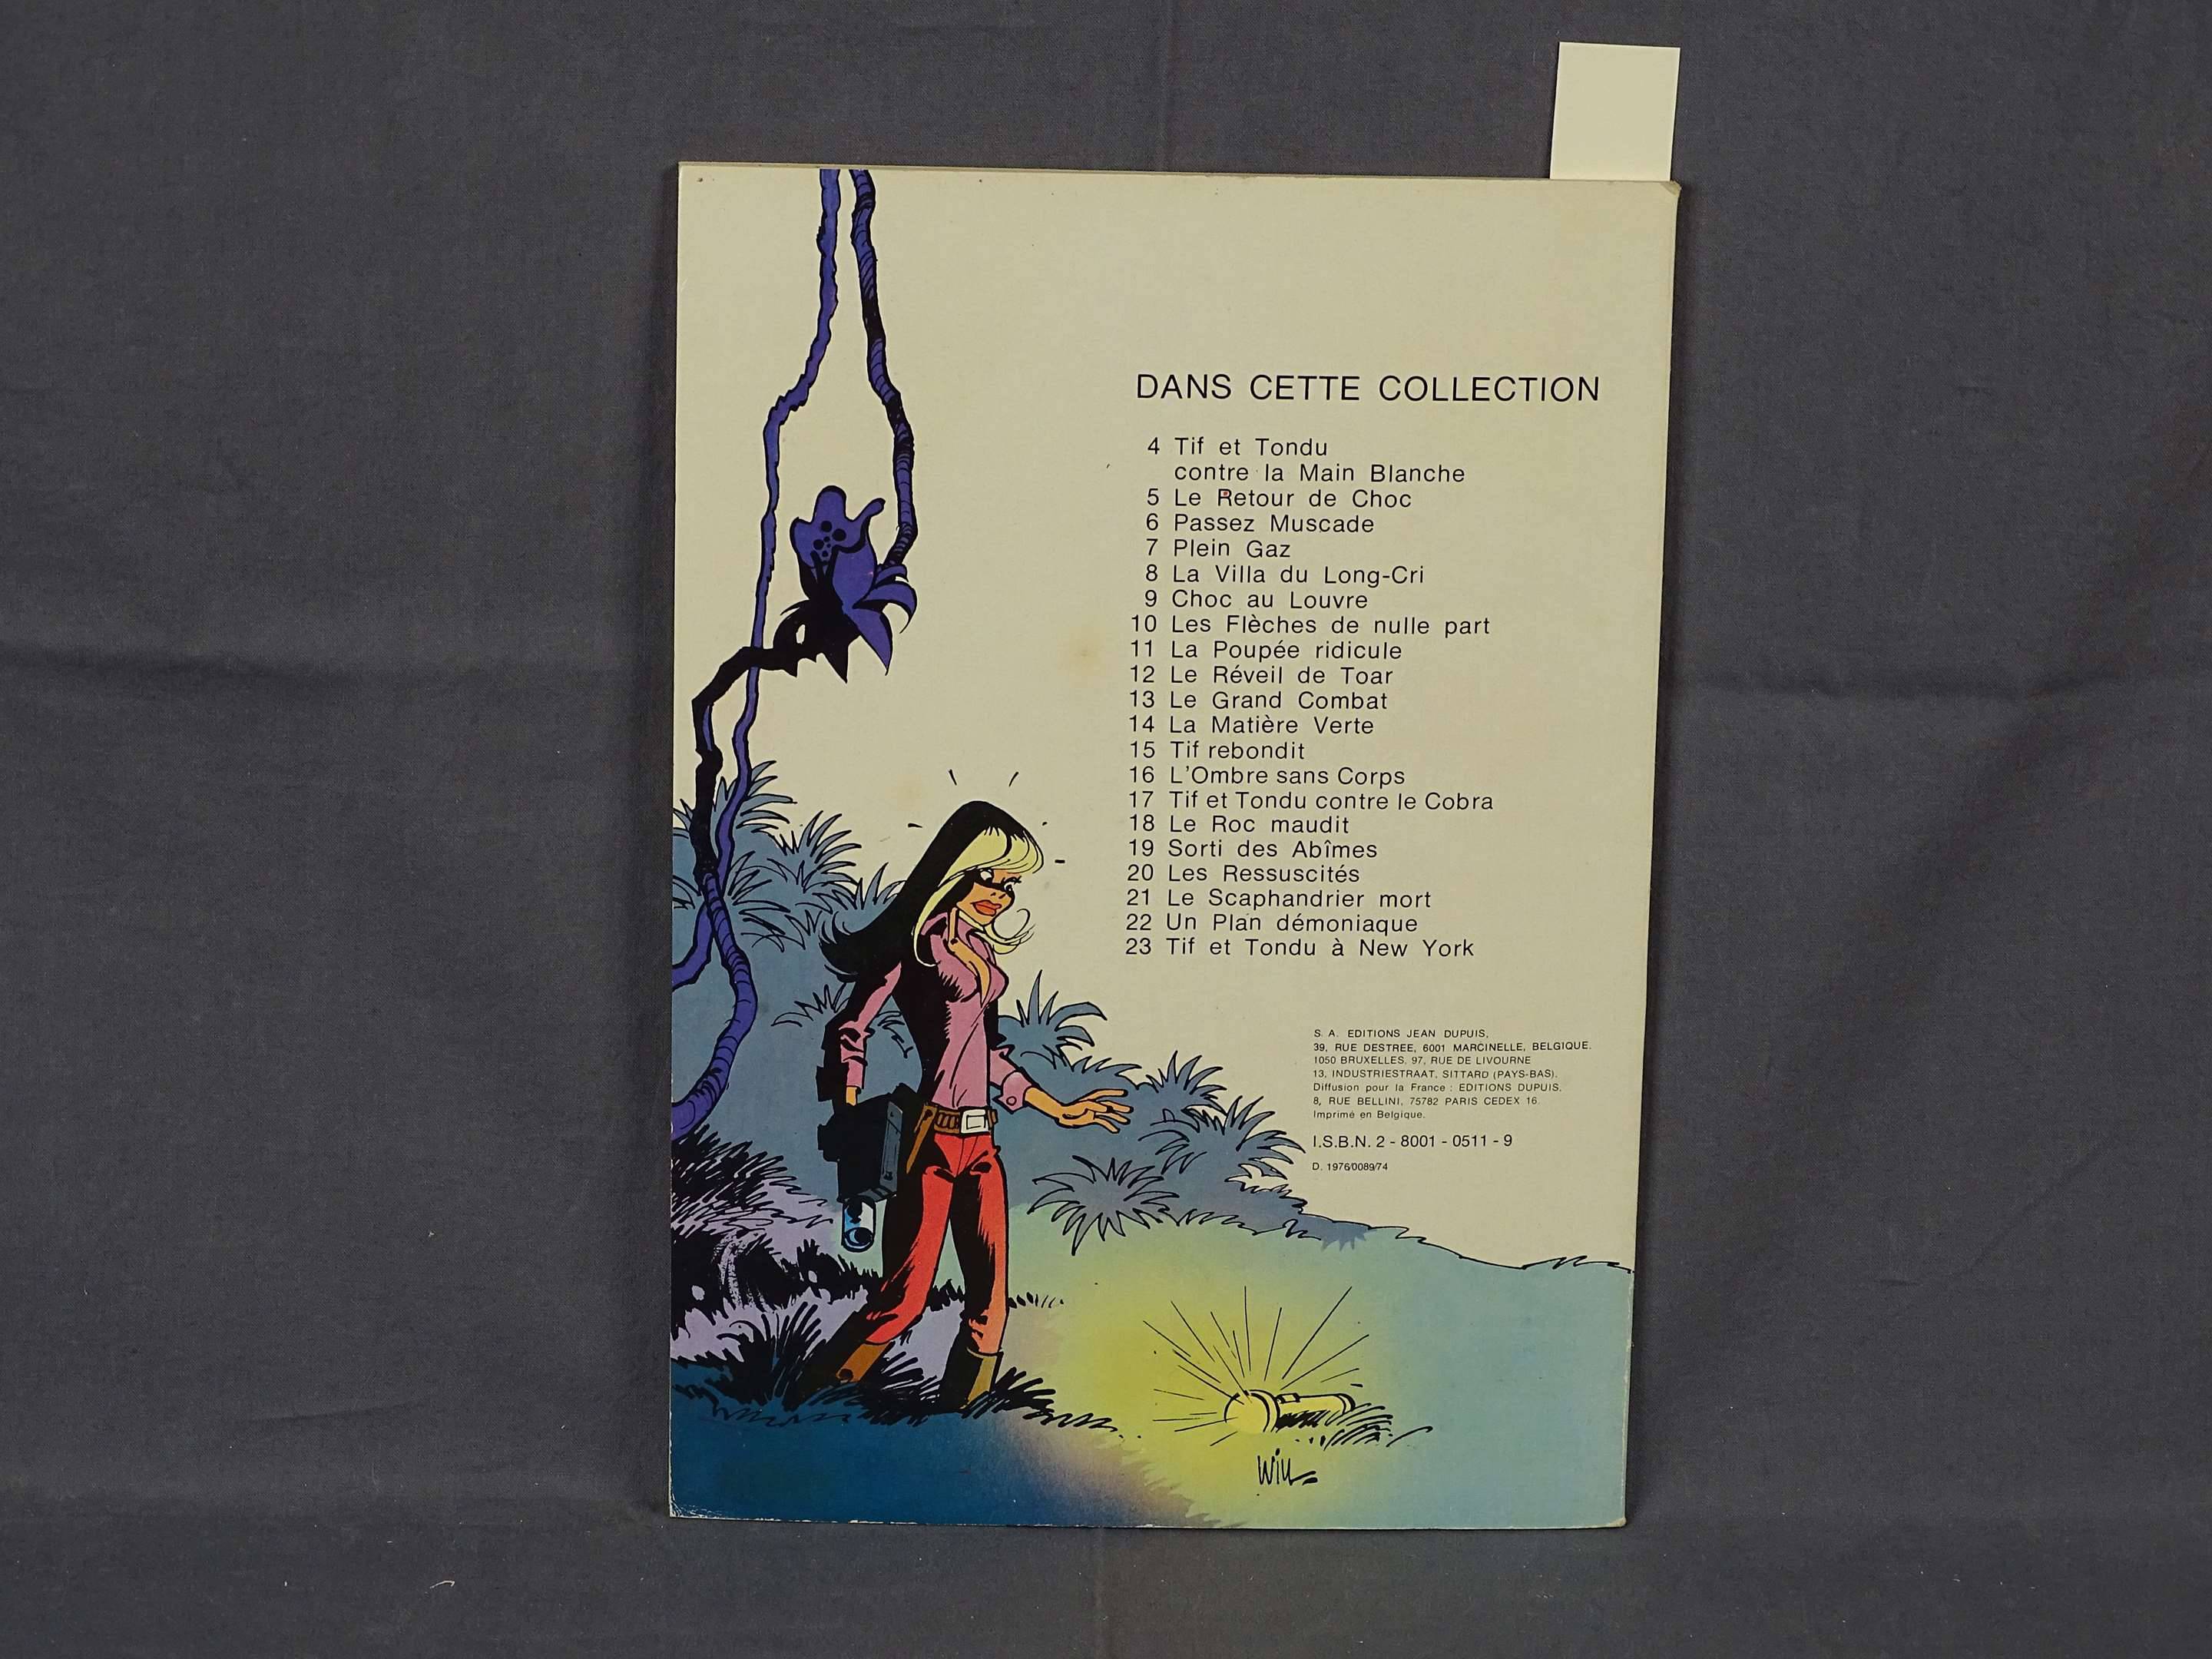 DANS CETTE COLLECTION
4 Tif et Tondu
contre la Main Blanche
5 Le Retour de Choc
6 Passez Muscade
7 Plein Gaz
8 La Villa du Long-Cri
9 Choc au Louvre
10 Les Flèches de nulle part
11 La Poupée ridicule
12 Le Réveil de Toar
13 Le Grand Combat
14 La Matière Verte
15 Tif rebondit
16 L'Ombre sans Corps
17 Tif et Tondu contre le Cobra
18 Le Roc maudit
19 Sorti des Abîmes
20 Les Ressuscités
21 Le Scaphandrier mort
22 Un Plan démoniaque
23 Tif et Tondu à New York
S. A. EDITIONS JEAN DUPUIS,
39, RUE DESTREE, 6001 MARCINELLE, BELGIQUE.
1050 BRUXELLES, 97, RUE DE LIVOURNE
13, INDUSTRIESTRAAT, SITTARD (PAYS-BAS).
Diffusion pour la France : EDITIONS DUPUIS,
8, RUE BELLINI, 75782 PARIS CEDEX 16.
Imprimé en Belgique.
I.S.B.N. 2 - 8001 - 0511 - 9
D. 1976/0089/74
Will